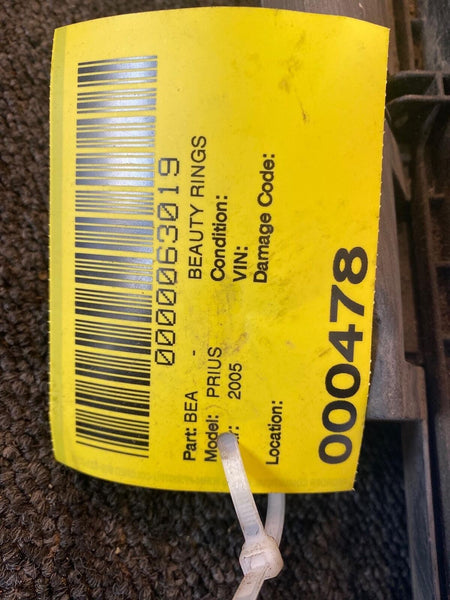 0000063019
Part: BEA - BEAUTY RINGS
Model: PRIUS Condition:
r: 2005 VIN:
Damage Code:
Location:
000478